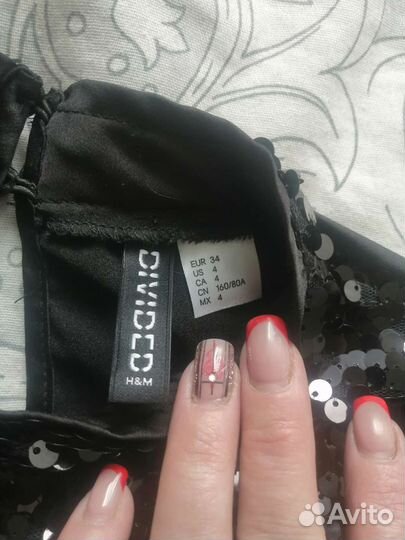 DIVIDED
H&M
EUR 34
US 4
CA 4
CN 160/80A
MX 4
Avito